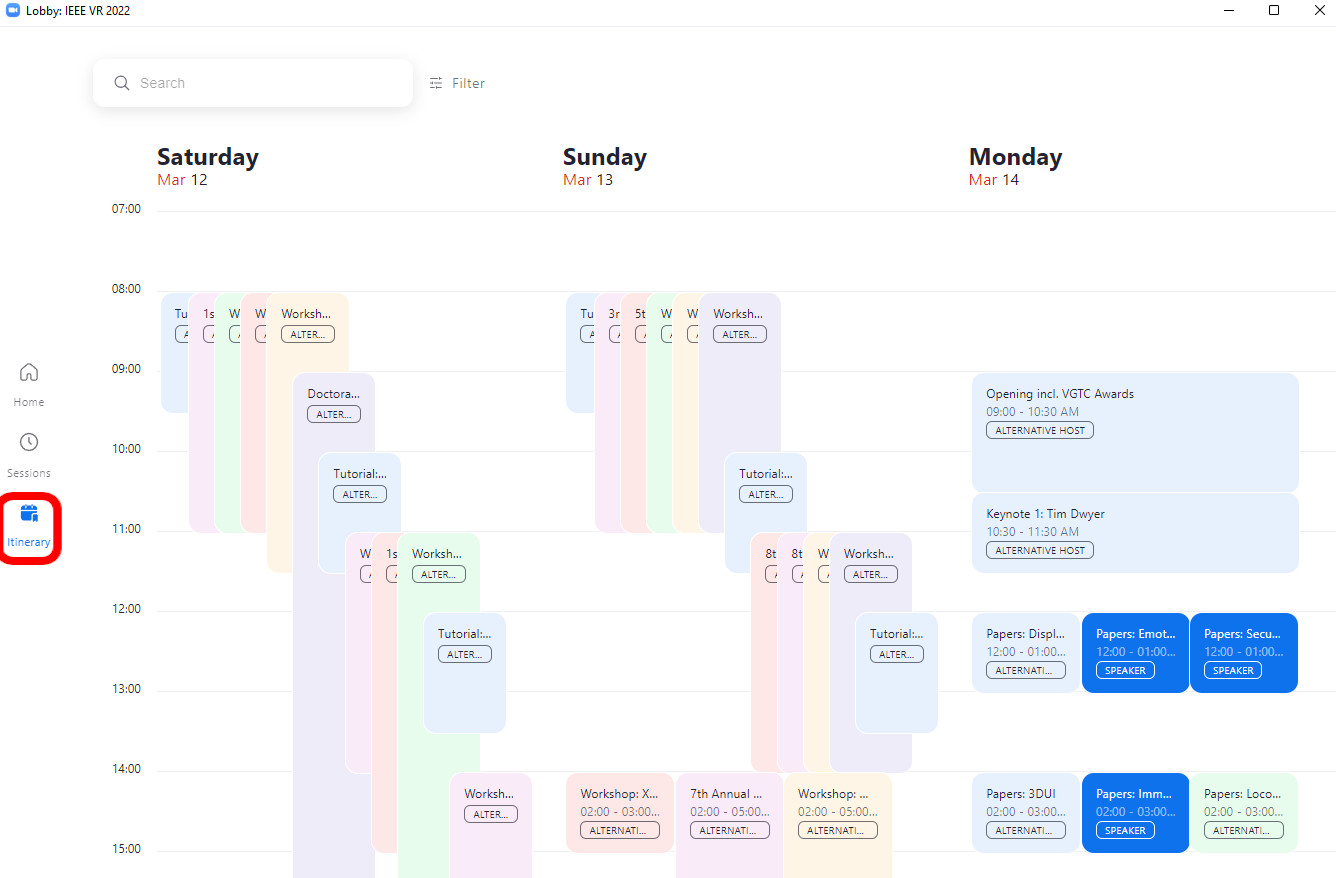 Lobby: IEEE VR 2022
Search
Filter
Saturday
Mar 12
Sunday
Mar 13
Monday
Mar 14
07:00
08:00
09:00
10:00
11:00
12:00
13:00
14:00
15:00
Home
Sessions
Itinerary
Tu
A
1s
A
W
A
W
A
Worksh...
ALTER...
Doctora...
ALTER...
Tutorial:...
ALTER...
W
A
1s
A
Worksh...
ALTER...
Tutorial:...
ALTER...
Worksh...
ALTER...
Tu
A
3r
A
5t
A
W
A
W
A
Worksh...
ALTER...
Tutorial:...
ALTER...
8t
A
8t
A
W
A
Worksh...
ALTER...
Tutorial:...
ALTER...
Workshop: X...
02:00 - 03:00...
ALTERNATI...
7th Annual ...
02:00 - 05:00...
ALTERNATI...
Workshop: ...
02:00 - 05:00...
ALTERNATI...
Opening incl. VGTC Awards
09:00 - 10:30 AM
ALTERNATIVE HOST
Keynote 1: Tim Dwyer
10:30 - 11:30 AM
ALTERNATIVE HOST
Papers: Displ...
12:00 - 01:00...
ALTERNATI...
Papers: Emot...
12:00 - 01:00...
SPEAKER
Papers: Secu...
12:00 - 01:00...
SPEAKER
Papers: 3DUI
02:00 - 03:00...
ALTERNATI...
Papers: Imm...
02:00 - 03:00...
SPEAKER
Papers: Loco...
02:00 - 03:00...
ALTERNATI...